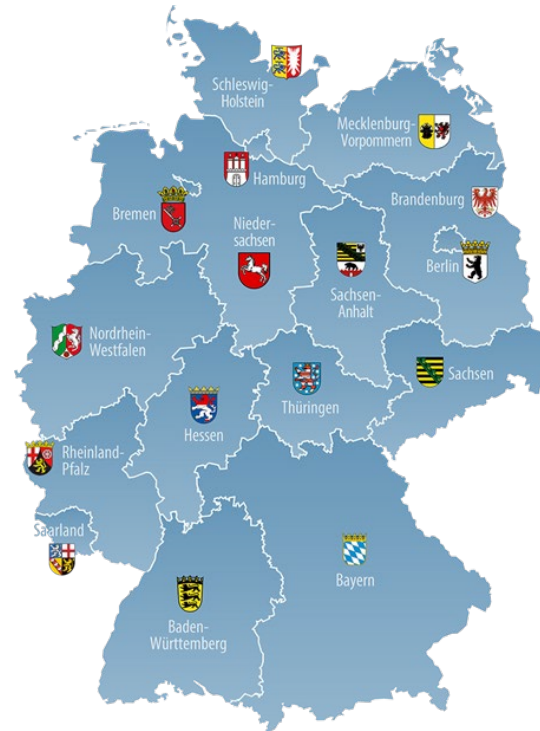 Schleswig-
Holstein
Mecklenburg-
Vorpommern
Hamburg
Brandenburg
Bremen
Nieder-
sachsen
Berlin
Sachsen-
Anhalt
Nordrhein-
Westfalen
Sachsen
Thüringen
Hessen
Rheinland-
Pfalz
Saarland
Bayern
Baden-
Württemberg